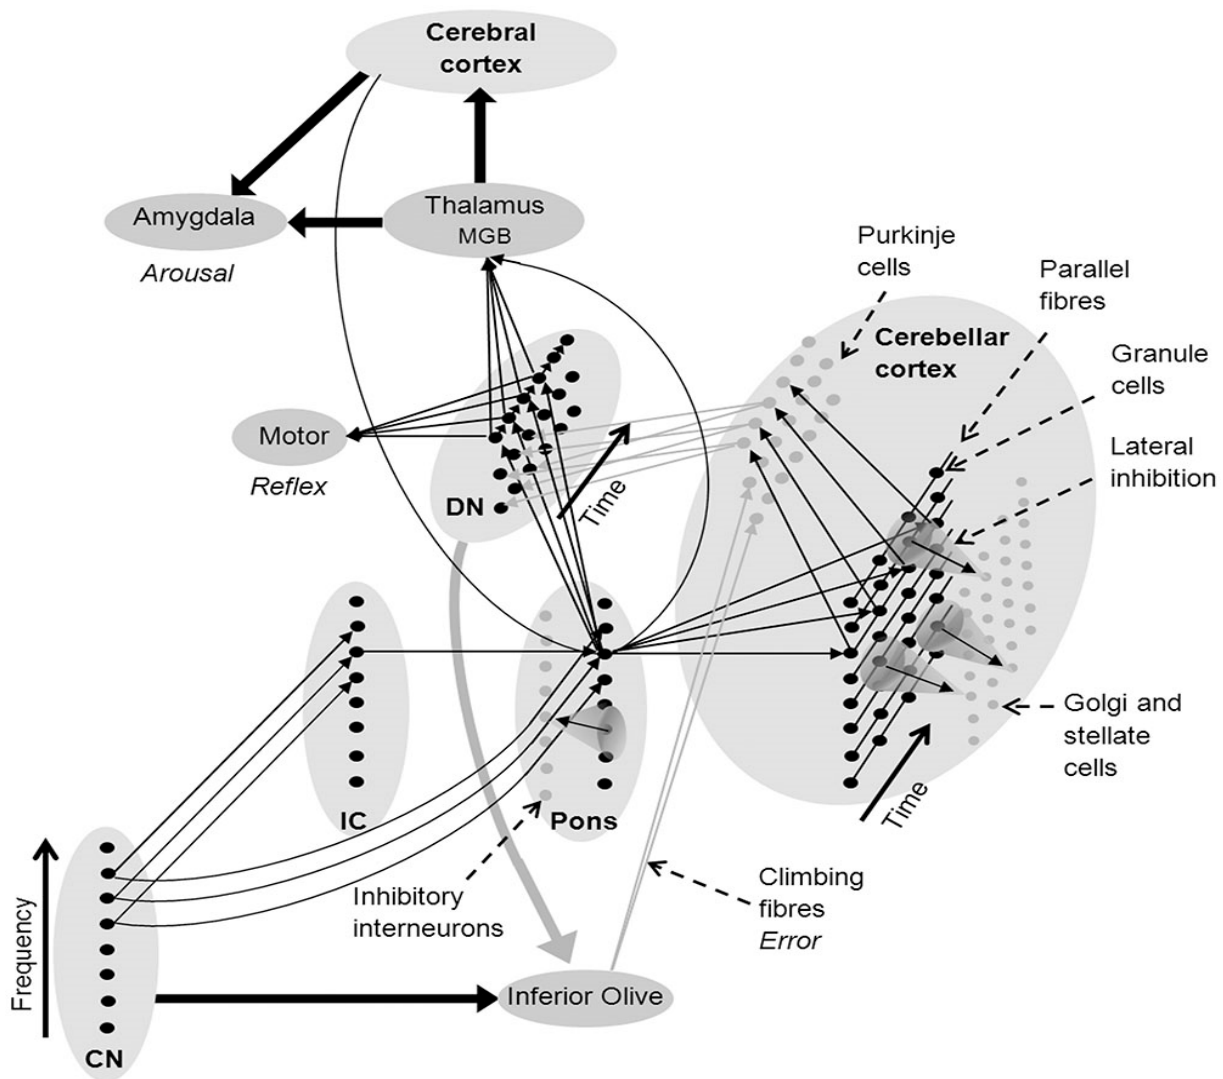 Cerebral
cortex
Amygdala
Arousal
Thalamus
MGB
Purkinje
cells
Parallel
fibres
Cerebellar
cortex
Granule
cells
Lateral
inhibition
Motor
Reflex
DN
Time
IC
Pons
Golgi and
stellate
cells
Time
Inhibitory
interneurons
Climbing
fibres
Error
Frequency
CN
Inferior Olive